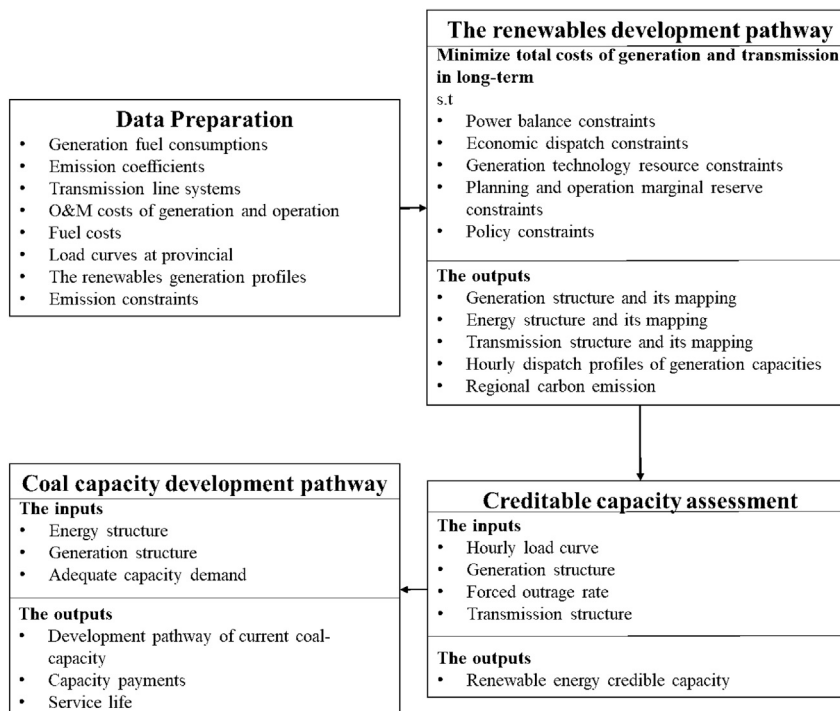 Data Preparation
• Generation fuel consumptions
• Emission coefficients
• Transmission line systems
• O&M costs of generation and operation
• Fuel costs
• Load curves at provincial
• The renewables generation profiles
• Emission constraints
The renewables development pathway
Minimize total costs of generation and transmission
in long-term
s.t
• Power balance constraints
• Economic dispatch constraints
• Generation technology resource constraints
• Planning and operation marginal reserve
constraints
• Policy constraints
The outputs
• Generation structure and its mapping
• Energy structure and its mapping
• Transmission structure and its mapping
• Hourly dispatch profiles of generation capacities
• Regional carbon emission
Creditable capacity assessment
The inputs
• Hourly load curve
• Generation structure
• Forced outrage rate
• Transmission structure
The outputs
• Renewable energy credible capacity
Coal capacity development pathway
The inputs
• Energy structure
• Generation structure
• Adequate capacity demand
The outputs
• Development pathway of current coal-
capacity
• Capacity payments
• Service life